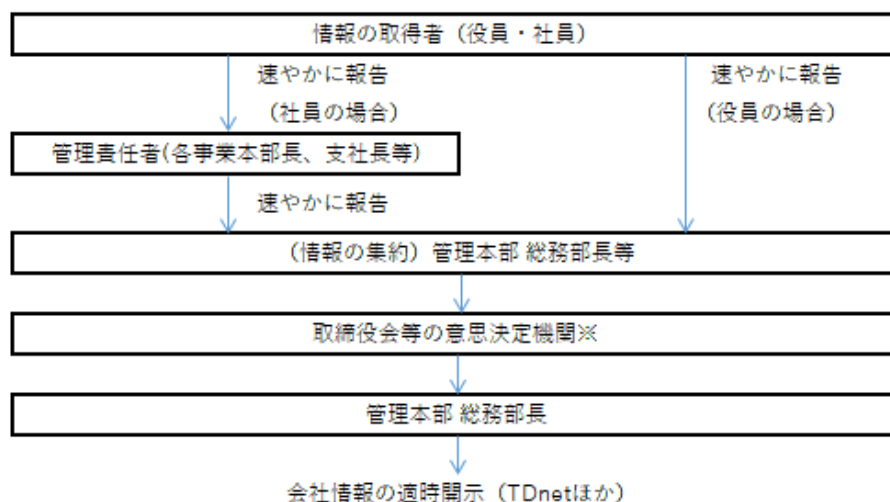 情報の取得者（役員・社員）
速やかに報告
（社員の場合）
速やかに報告
（役員の場合）
管理責任者(各事業本部長、支社長等)
速やかに報告
（情報の集約）管理本部 総務部長等
取締役会等の意思決定機関※
管理本部 総務部長
会社情報の適時開示（TDnetほか）